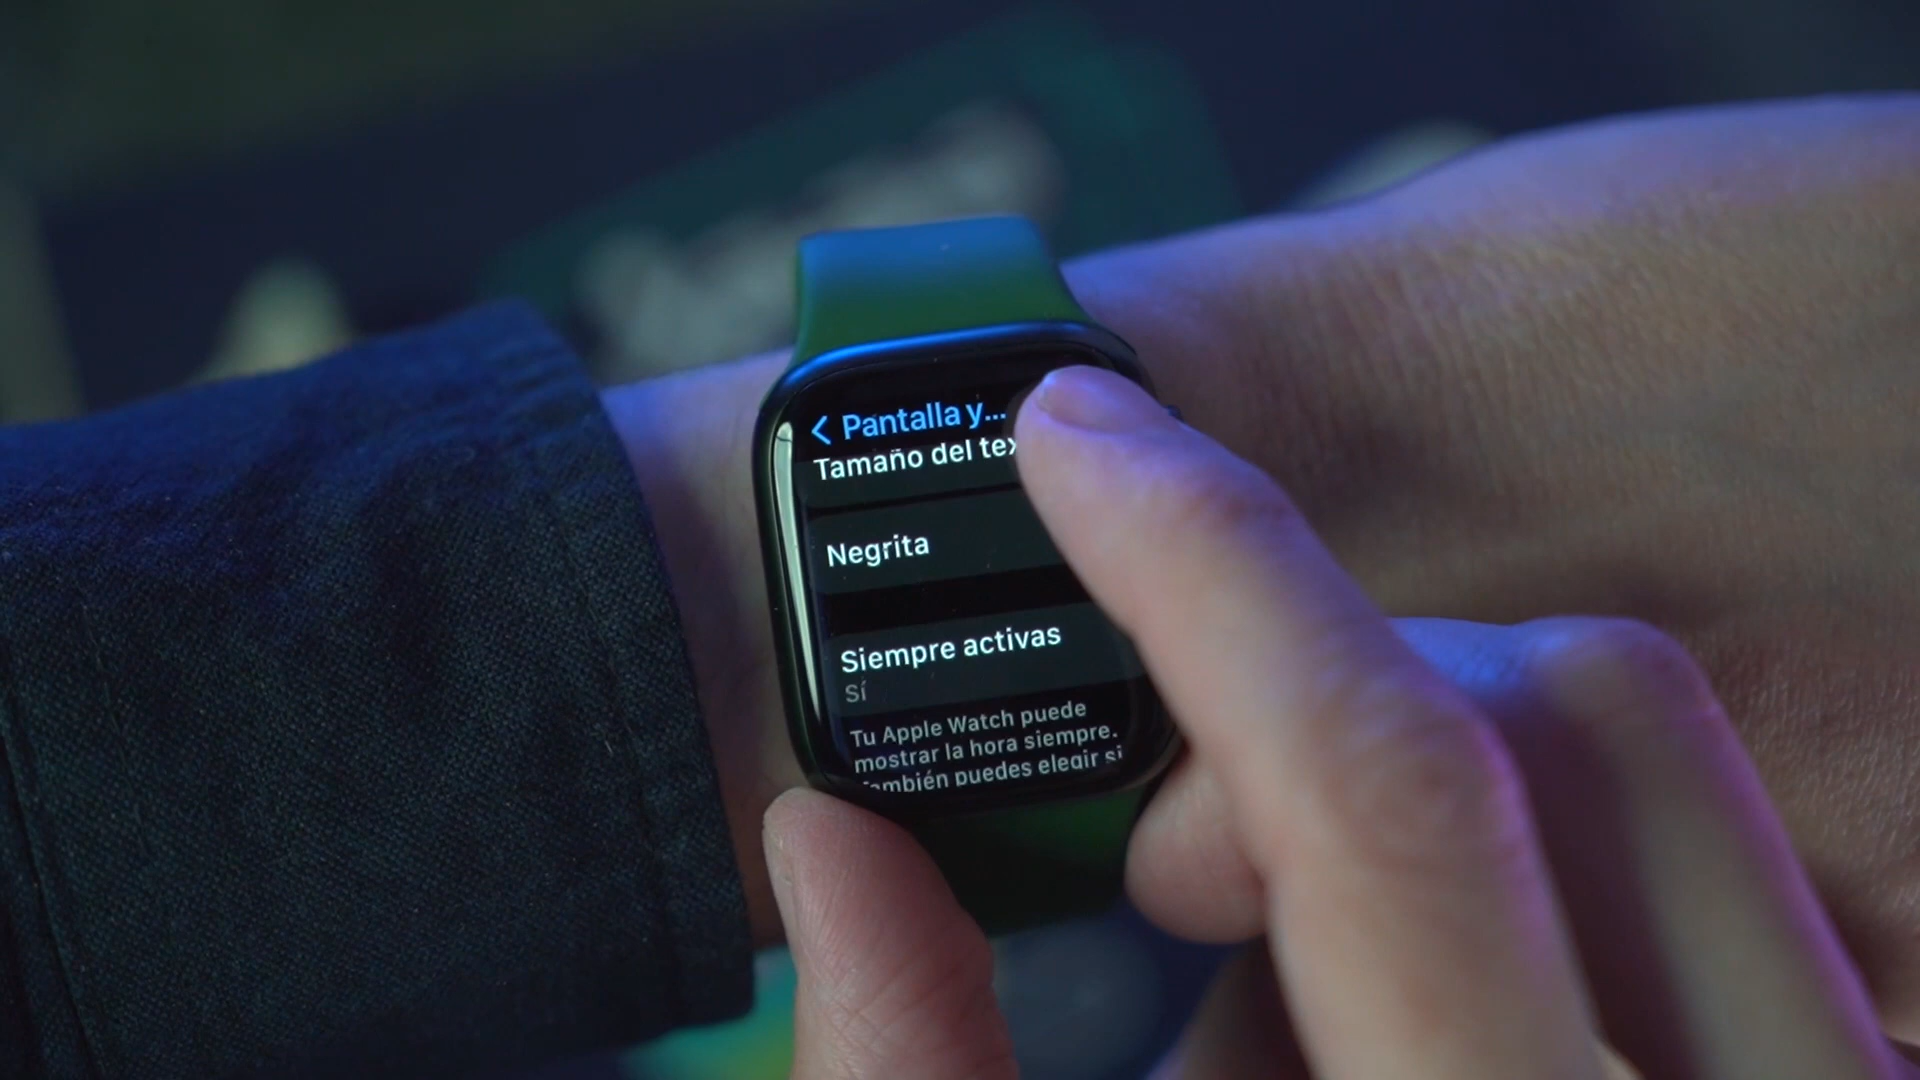 < Pantalla y...
Tamaño del tex
Negrita
Siempre activas
Sí
Tu Apple Watch puede
mostrar la hora siempre.
También puedes elegir si